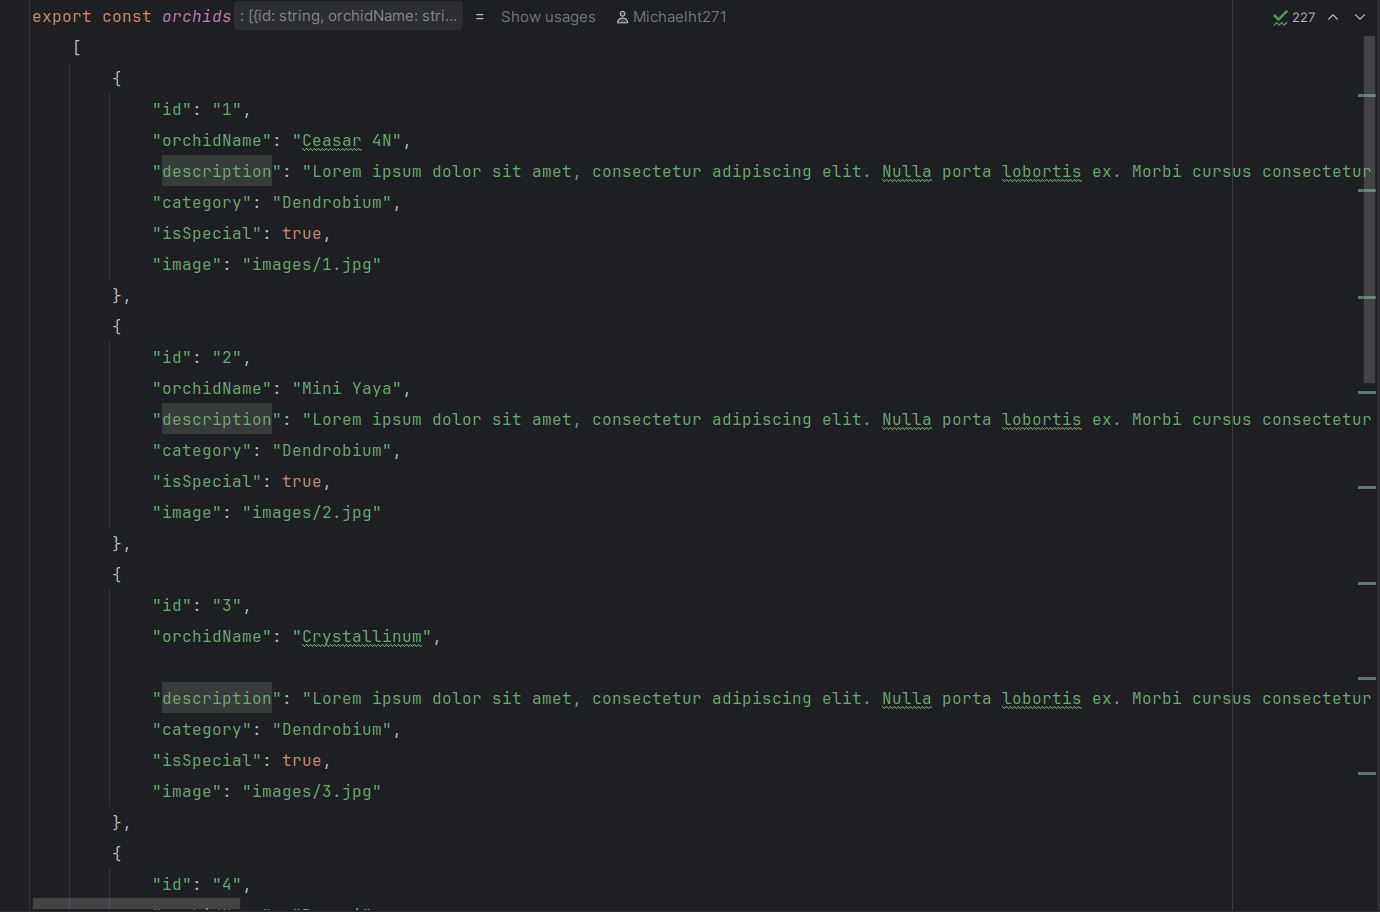 export const orchids : [{id: string, orchidName: stri... = Show usages Michaelht271 227
[
{
"id": "1",
"orchidName": "Ceasar 4N",
"description": "Lorem ipsum dolor sit amet, consectetur adipiscing elit. Nulla porta lobortis ex. Morbi cursus consectetur
"category": "Dendrobium",
"isSpecial": true,
"image": "images/1.jpg"
},
{
"id": "2",
"orchidName": "Mini Yaya",
"description": "Lorem ipsum dolor sit amet, consectetur adipiscing elit. Nulla porta lobortis ex. Morbi cursus consectetur
"category": "Dendrobium",
"isSpecial": true,
"image": "images/2.jpg"
},
{
"id": "3",
"orchidName": "Crystallinum",
"description": "Lorem ipsum dolor sit amet, consectetur adipiscing elit. Nulla porta lobortis ex. Morbi cursus consectetur
"category": "Dendrobium",
"isSpecial": true,
"image": "images/3.jpg"
},
{
"id": "4",